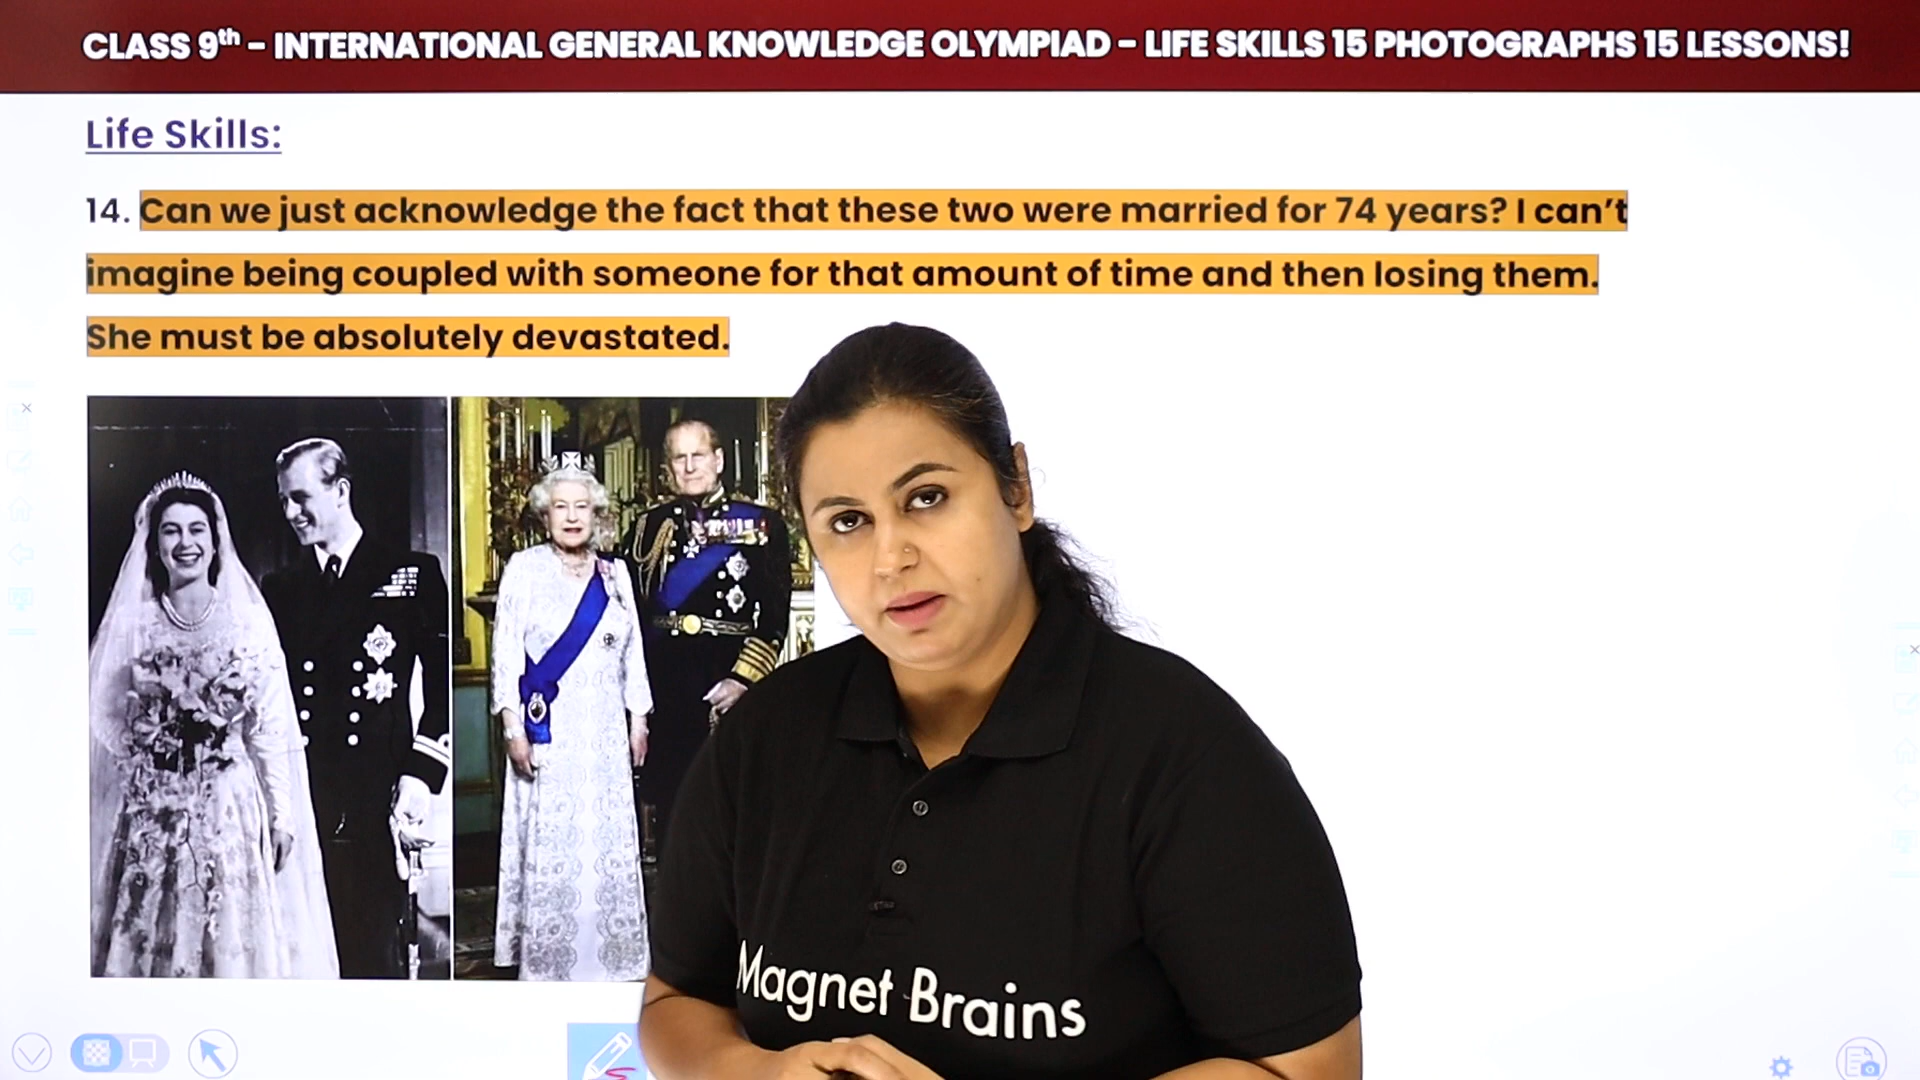 CLASS 9th – INTERNATIONAL GENERAL KNOWLEDGE OLYMPIAD – LIFE SKILLS 15 PHOTOGRAPHS 15 LESSONS!
Life Skills:
14. Can we just acknowledge the fact that these two were married for 74 years? I can’t
imagine being coupled with someone for that amount of time and then losing them.
She must be absolutely devastated.
Magnet Brains